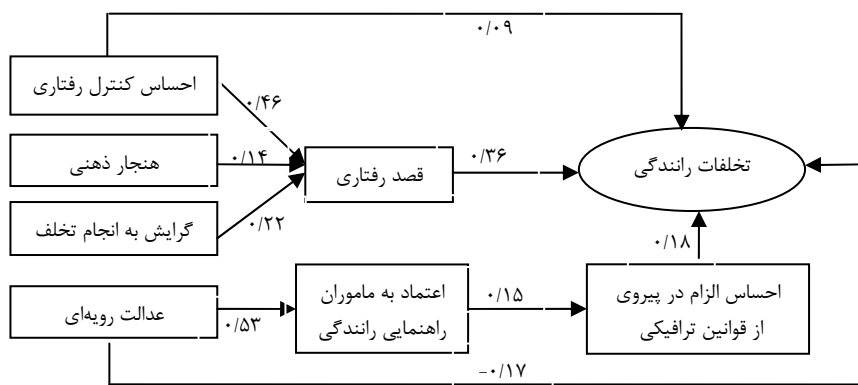 ۰/۰۹
احساس کنترل رفتاری
۰/۴۶
هنجار ذهنی
۰/۱۴
قصد رفتاری
۰/۳۶
تخلفات رانندگی
گرایش به انجام تخلف
۰/۲۲
۰/۱۸
عدالت رویه‌ای
۰/۵۳
اعتماد به ماموران
راهنمایی رانندگی
۰/۱۵
احساس الزام در پیروی
از قوانین ترافیکی
-۰/۱۷